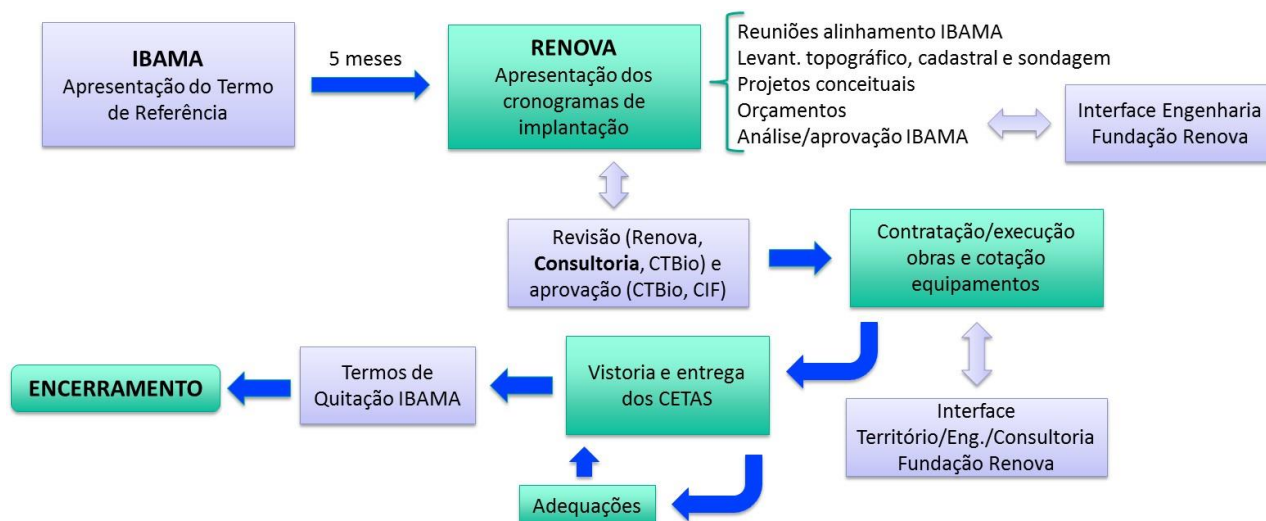 IBAMA
Apresentação do Termo
de Referência
5 meses
RENOVA
Apresentação dos
cronogramas de
implantação
Reuniões alinhamento IBAMA
Levant. topográfico, cadastral e sondagem
Projetos conceituais
Orçamentos
Análise/aprovação IBAMA
Interface Engenharia
Fundação Renova
Revisão (Renova,
Consultoria, CTBio) e
aprovação (CTBio, CIF)
Contratação/execução
obras e cotação
equipamentos
Interface
Território/Eng./Consultoria
Fundação Renova
Vistoria e entrega
dos CETAS
Adequações
Termos de
Quitação IBAMA
ENCERRAMENTO